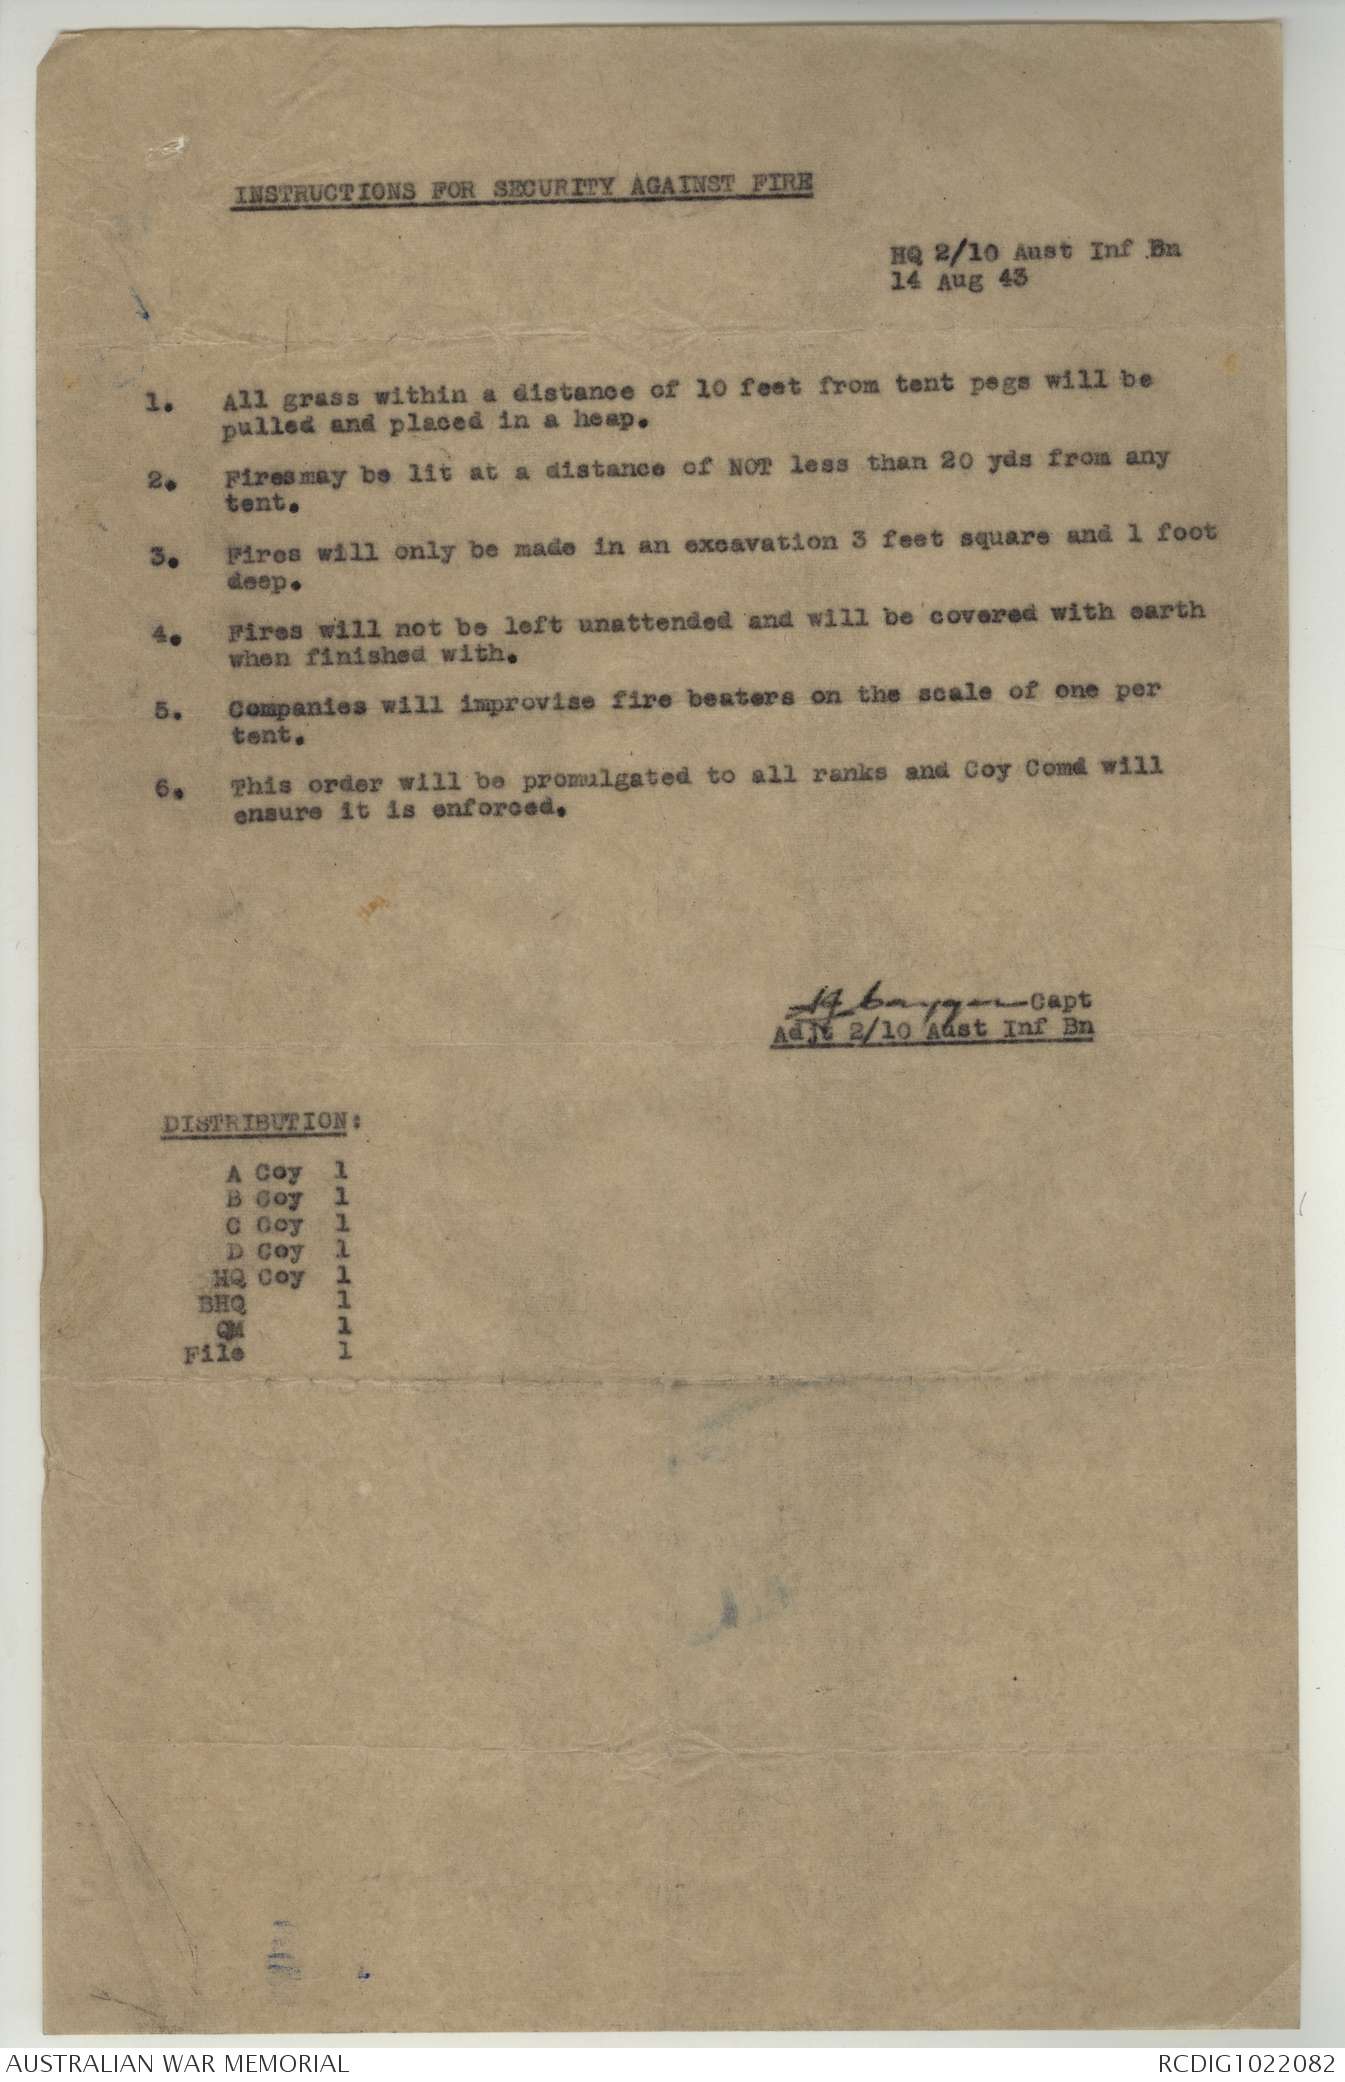 INSTRUCTIONS FOR SECURITY AGAINST FIRE
HQ 2/10 Aust Inf Bn
14 Aug 43
1. All grass within a distance of 10 feet from tent pegs will be
pulled and placed in a heap.
2. Firesmay be lit at a distance of NOT less than 20 yds from any
tent.
3. Fires will only be made in an excavation 3 feet square and 1 foot
deep.
4. Fires will not be left unattended and will be covered with earth
when finished with.
5. Companies will improvise fire beaters on the scale of one per
tent.
6. This order will be promulgated to all ranks and Coy Comd will
ensure it is enforced.
Capt
Adjt 2/10 Aust Inf Bn
DISTRIBUTION:
A Coy 1
B Coy 1
C Coy 1
D Coy 1
HQ Coy 1
BHQ 1
QM 1
File 1
AUSTRALIAN WAR MEMORIAL
RCDIG1022082